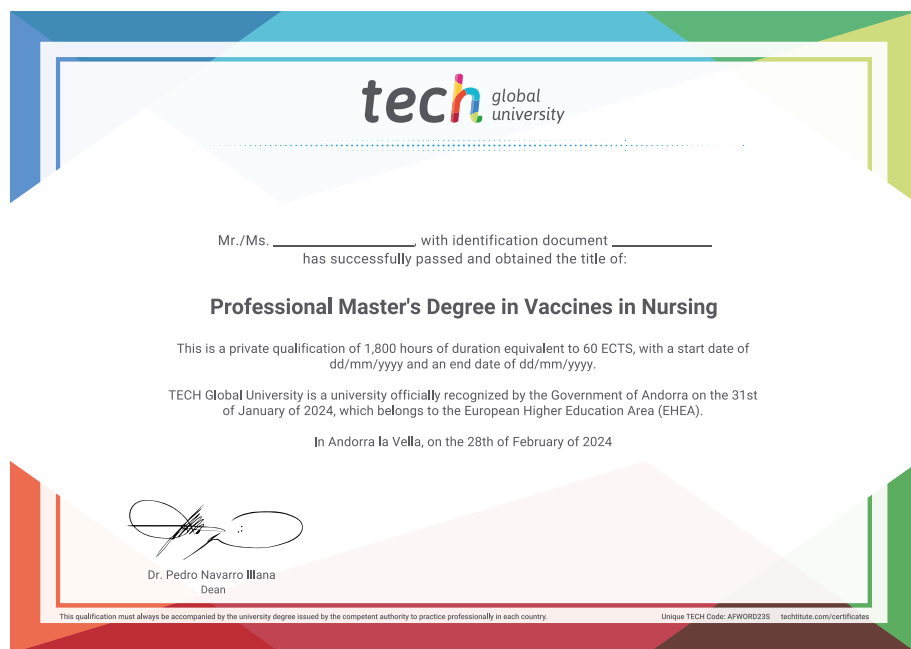 tech global university
Mr./Ms. ____________________, with identification document ______________
has successfully passed and obtained the title of:
Professional Master's Degree in Vaccines in Nursing
This is a private qualification of 1,800 hours of duration equivalent to 60 ECTS, with a start date of
dd/mm/yyyy and an end date of dd/mm/yyyy.
TECH Global University is a university officially recognized by the Government of Andorra on the 31st
of January of 2024, which belongs to the European Higher Education Area (EHEA).
In Andorra la Vella, on the 28th of February of 2024
Dr. Pedro Navarro Illana
Dean
This qualification must always be accompanied by the university degree issued by the competent authority to practice professionally in each country.
Unique TECH Code: AFWORD23S techtitute.com/certificates